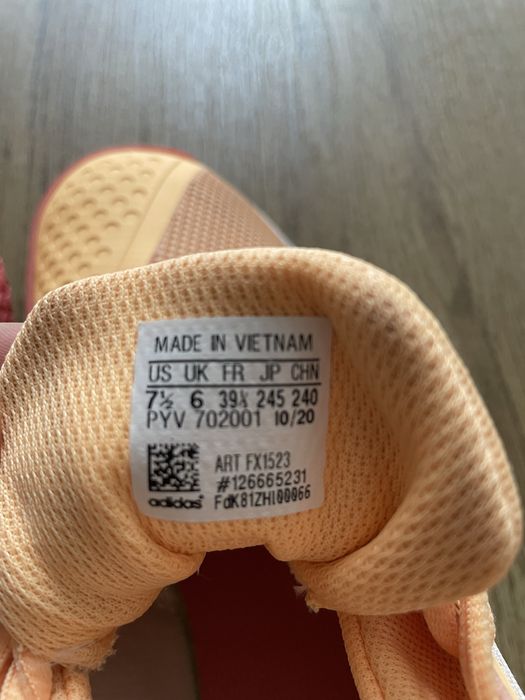 MADE IN VIETNAM
US UK FR JP CHN
7½ 6 39⅓ 245 240
PYV 702001 10/20
ART FX1523
#126665231
adidas FdK81ZHI00066